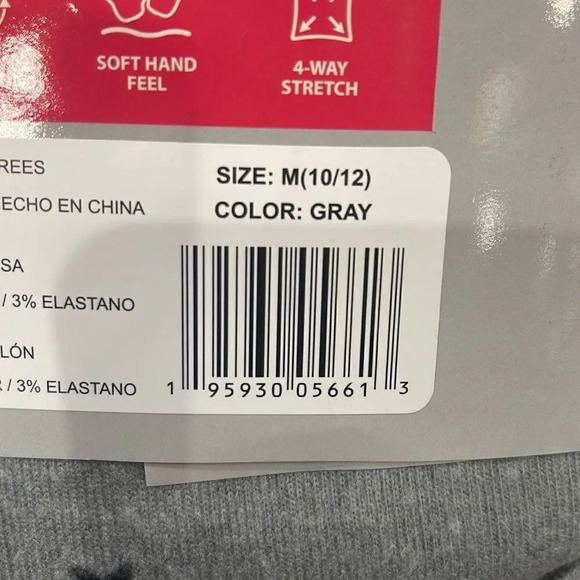 SOFT HAND
FEEL
4-WAY
STRETCH
REES
ECHO EN CHINA
SA
/ 3% ELASTANO
LÓN
/ 3% ELASTANO
SIZE: M(10/12)
COLOR: GRAY
1 95930 05661 3